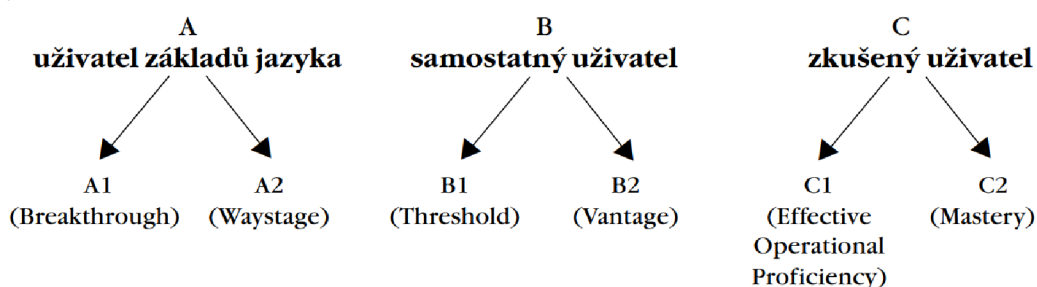 A
uživatel základů jazyka
B
samostatný uživatel
C
zkušený uživatel
A1
(Breakthrough)
A2
(Waystage)
B1
(Threshold)
B2
(Vantage)
C1
(Effective
Operational
Proficiency)
C2
(Mastery)